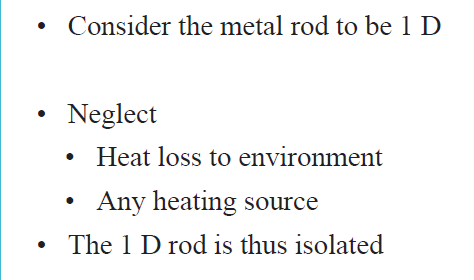 • Consider the metal rod to be 1 D
• Neglect
• Heat loss to environment
• Any heating source
• The 1 D rod is thus isolated